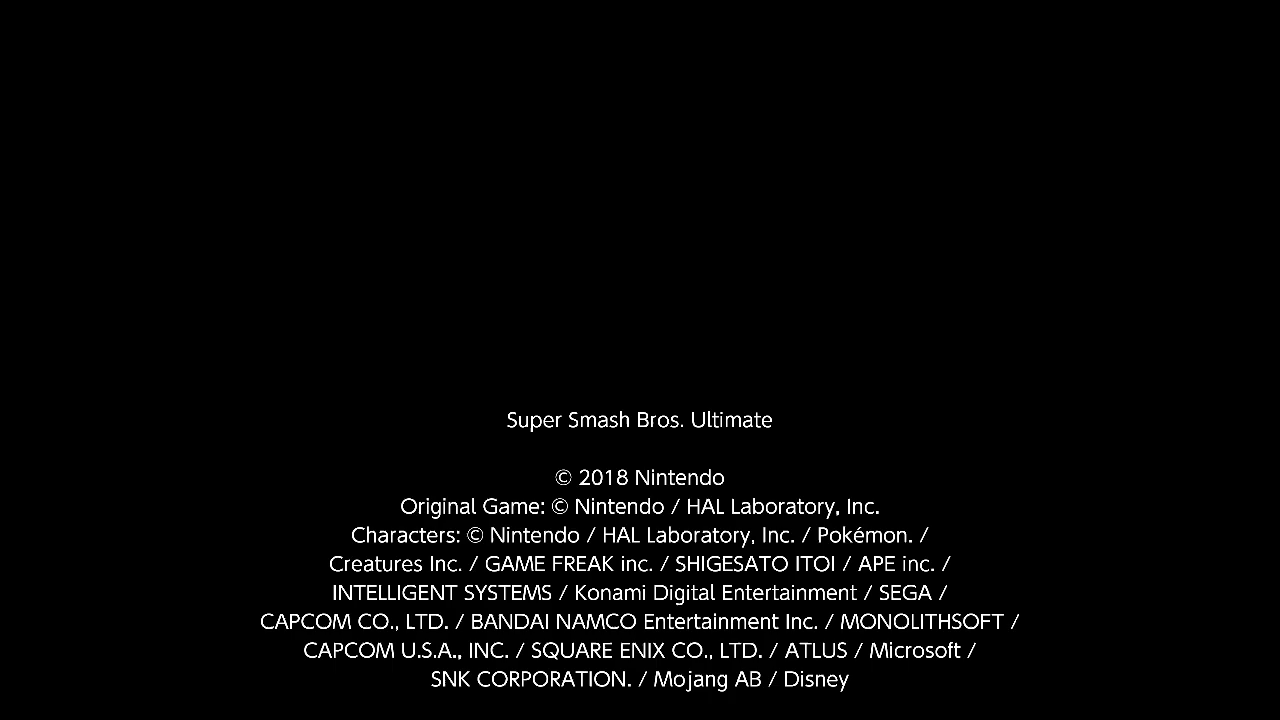 Super Smash Bros. Ultimate
© 2018 Nintendo
Original Game: © Nintendo / HAL Laboratory, Inc.
Characters: © Nintendo / HAL Laboratory, Inc. / Pokémon. /
Creatures Inc. / GAME FREAK inc. / SHIGESATO ITOI / APE inc. /
INTELLIGENT SYSTEMS / Konami Digital Entertainment / SEGA /
CAPCOM CO., LTD. / BANDAI NAMCO Entertainment Inc. / MONOLITHSOFT /
CAPCOM U.S.A., INC. / SQUARE ENIX CO., LTD. / ATLUS / Microsoft /
SNK CORPORATION. / Mojang AB / Disney